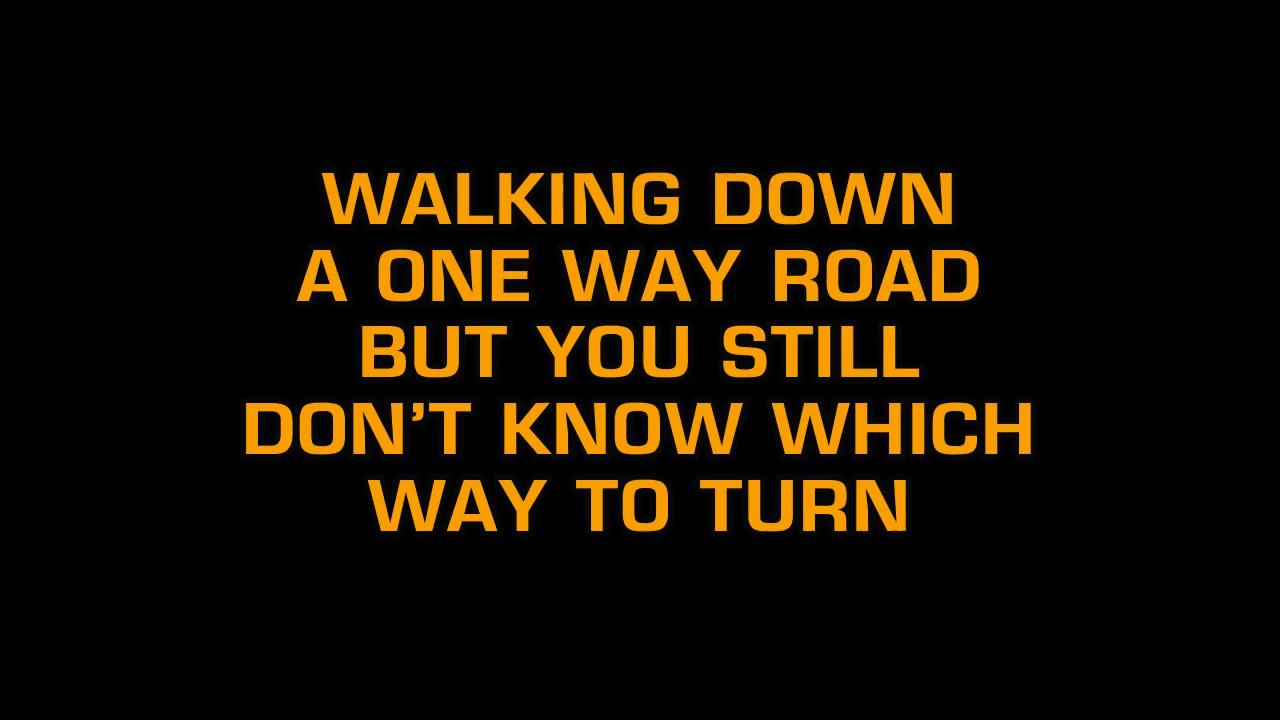 WALKING DOWN
A ONE WAY ROAD
BUT YOU STILL
DON’T KNOW WHICH
WAY TO TURN